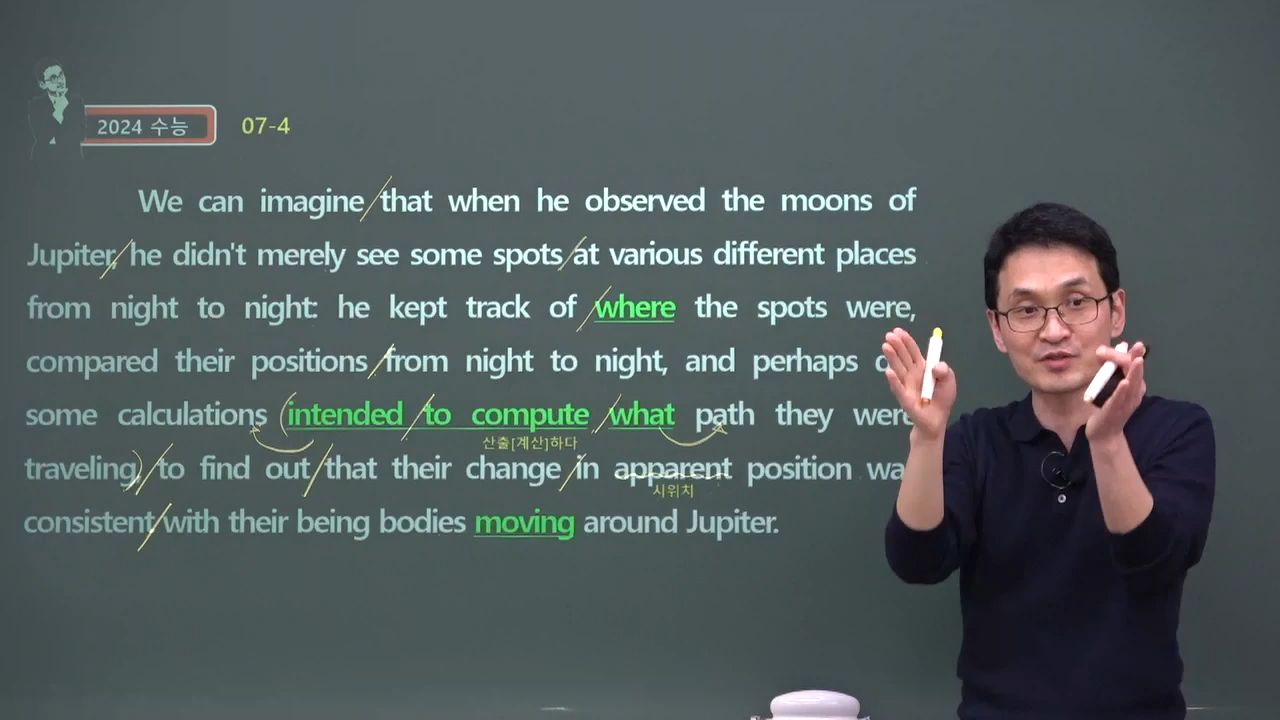 2024 수능
07-4
We can imagine that when he observed the moons of
Jupiter, he didn't merely see some spots at various different places
from night to night: he kept track of where the spots were,
compared their positions from night to night, and perhaps
some calculations (intended to compute what path they were
산출[계산]하다
traveling,) to find out that their change in apparent position
시위치
consistent with their being bodies moving around Jupiter.